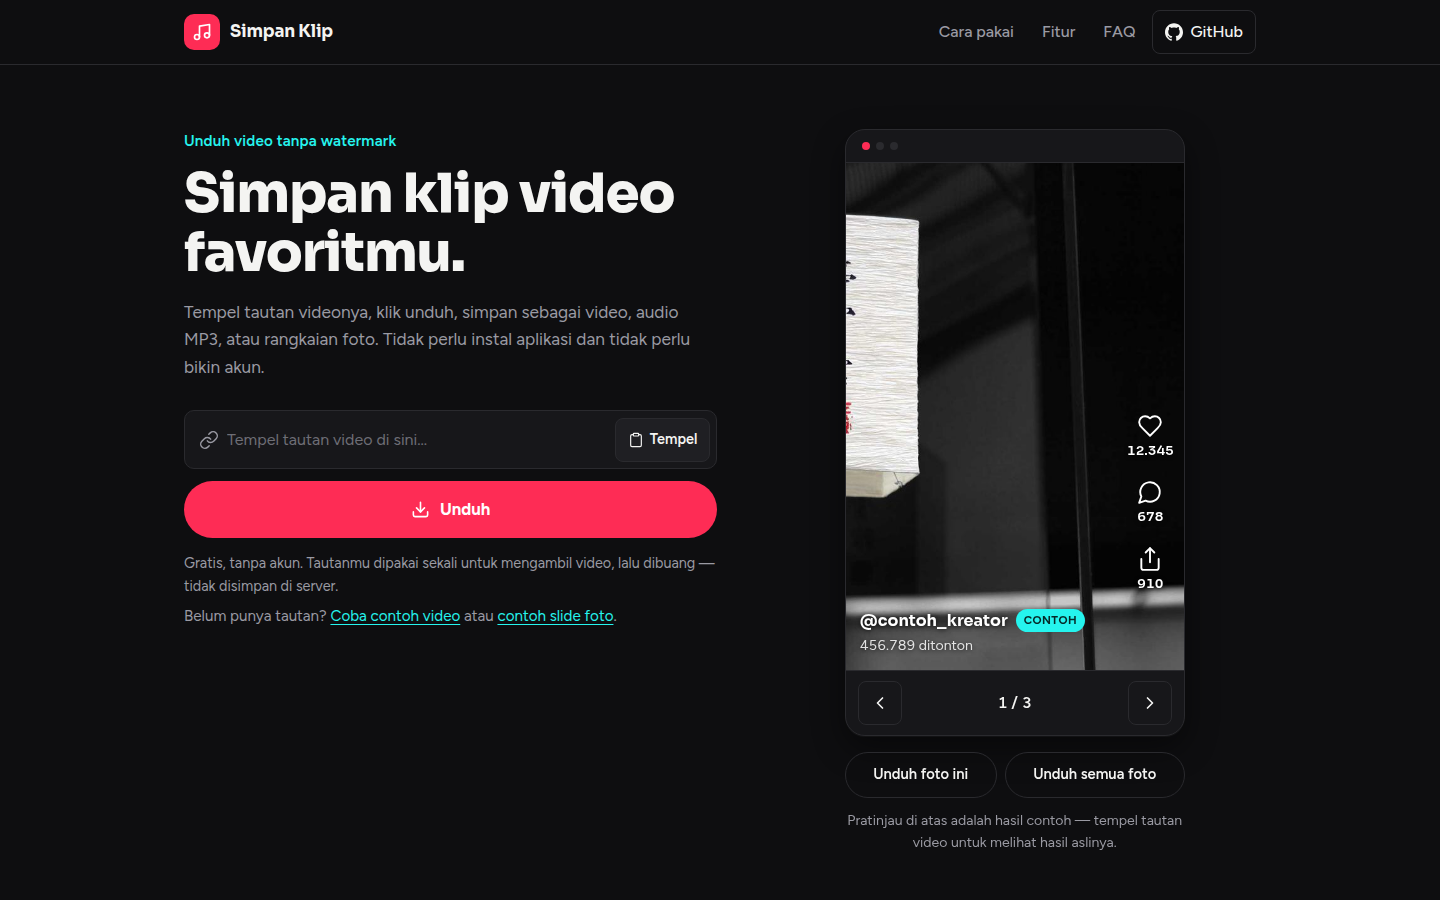 Simpan Klip
Cara pakai
Fitur
FAQ
GitHub
Unduh video tanpa watermark
Simpan klip video
favoritmu.
Tempel tautan videonya, klik unduh, simpan sebagai video, audio
MP3, atau rangkaian foto. Tidak perlu instal aplikasi dan tidak perlu
bikin akun.
Tempel tautan video di sini...
Tempel
Unduh
Gratis, tanpa akun. Tautanmu dipakai sekali untuk mengambil video, lalu dibuang —
tidak disimpan di server.
Belum punya tautan? Coba contoh video atau contoh slide foto.
12.345
678
910
@contoh_kreator CONTOH
456.789 ditonton
1 / 3
Unduh foto ini
Unduh semua foto
Pratinjau di atas adalah hasil contoh — tempel tautan
video untuk melihat hasil aslinya.